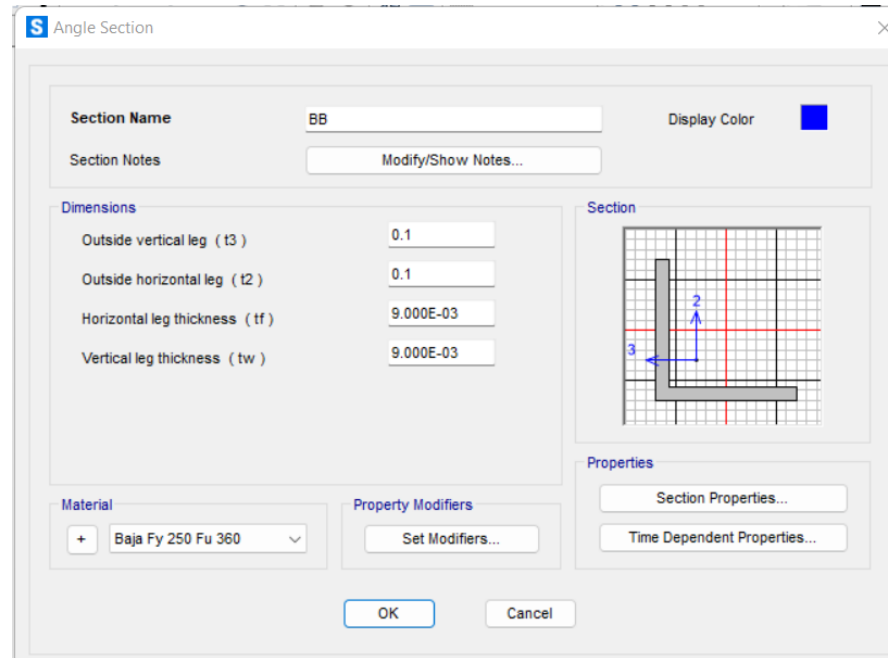 S Angle Section
Section Name BB Display Color
Section Notes Modify/Show Notes...
Dimensions Section
Outside vertical leg ( t3 ) 0.1
Outside horizontal leg ( t2 ) 0.1
Horizontal leg thickness ( tf ) 9.000E-03
Vertical leg thickness ( tw ) 9.000E-03
2
3
Properties
Section Properties...
Time Dependent Properties...
Material Property Modifiers
+ Baja Fy 250 Fu 360 Set Modifiers...
OK Cancel